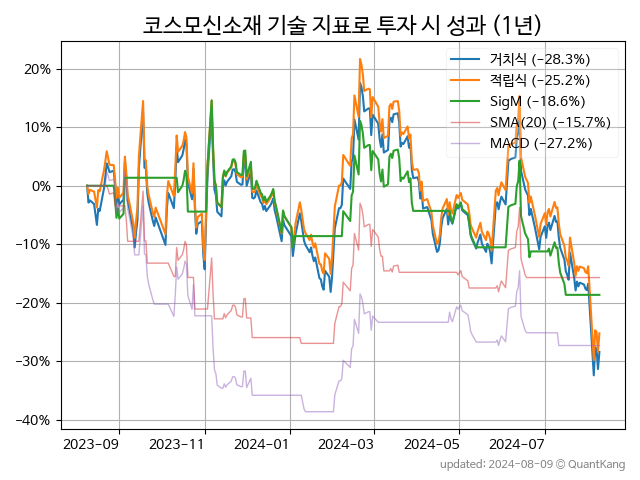 코스모신소재 기술 지표로 투자 시 성과 (1년)
거치식 (−28.3%)
적립식 (−25.2%)
SigM (−18.6%)
SMA(20) (−15.7%)
MACD (−27.2%)
20%
10%
0%
−10%
−20%
−30%
−40%
2023-09
2023-11
2024-01
2024-03
2024-05
2024-07
updated: 2024-08-09 © QuantKang